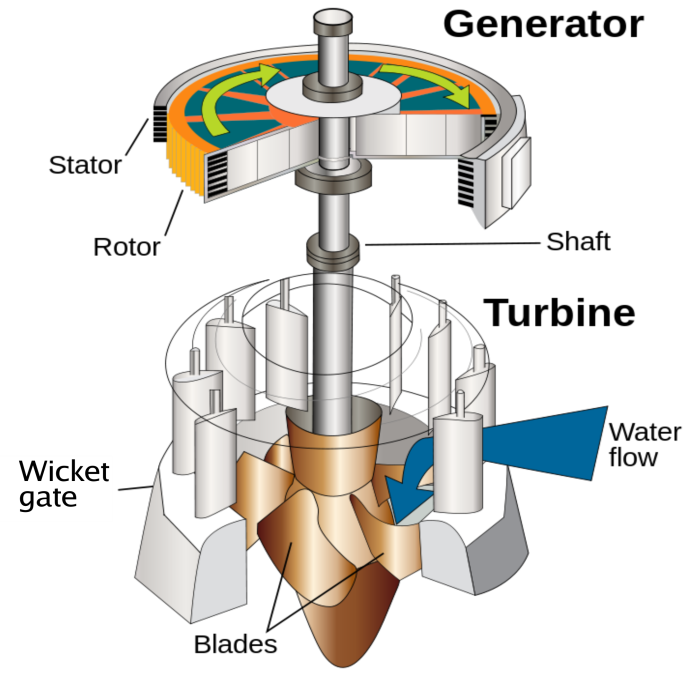 Generator
Stator
Rotor
Shaft
Turbine
Water
flow
Wicket
gate
Blades